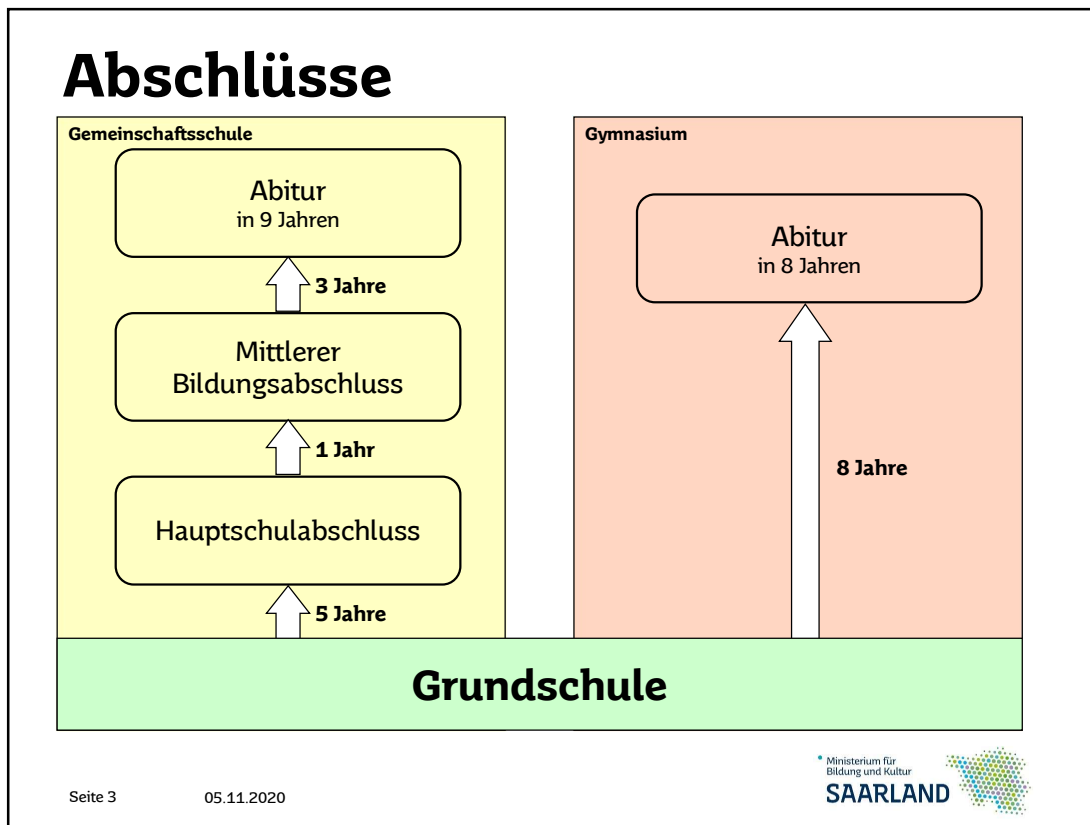 Abschlüsse
Gemeinschaftsschule
Abitur
in 9 Jahren
3 Jahre
Mittlerer
Bildungsabschluss
1 Jahr
Hauptschulabschluss
5 Jahre
Gymnasium
Abitur
in 8 Jahren
8 Jahre
Grundschule
Seite 3
05.11.2020
Ministerium für
Bildung und Kultur
SAARLAND